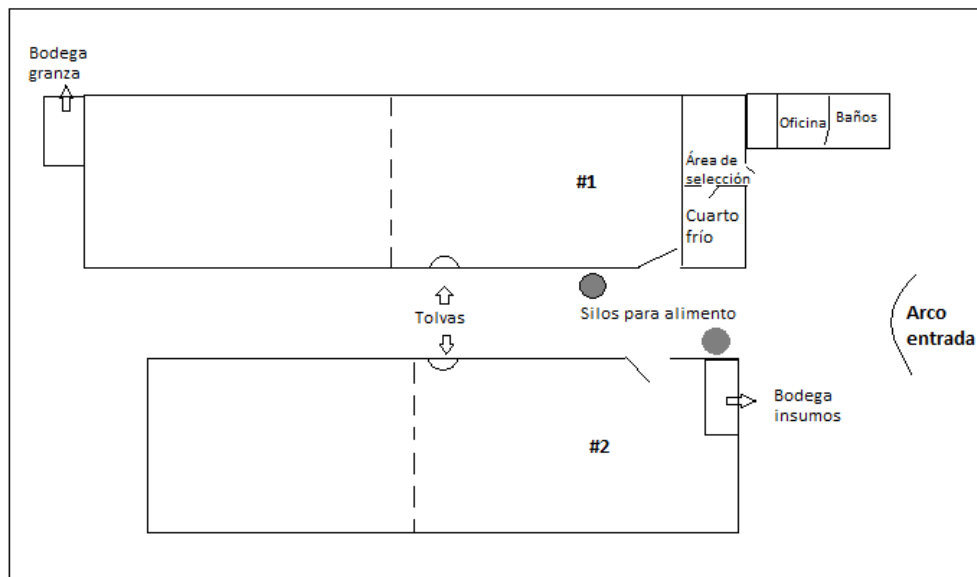 Bodega
granza
Oficina
Baños
Área de
selección
#1
Cuarto
frío
Tolvas
Silos para alimento
Arco
entrada
Bodega
insumos
#2